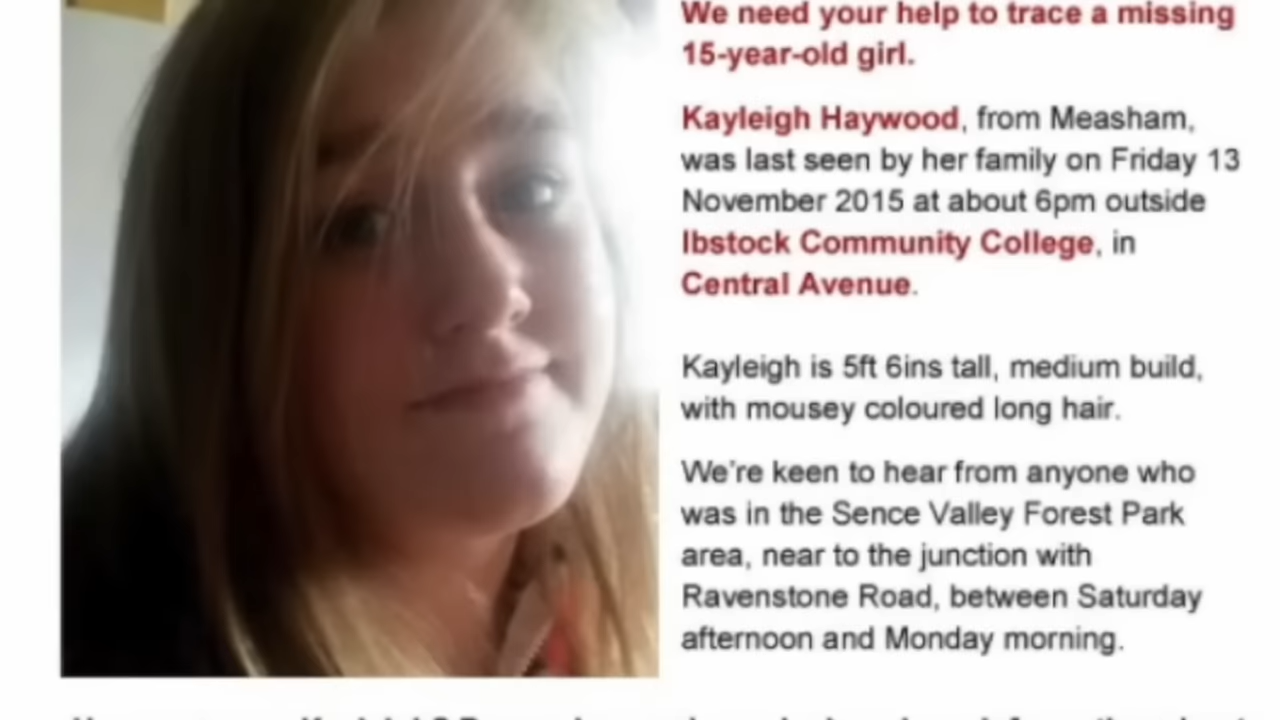 We need your help to trace a missing
15-year-old girl.
Kayleigh Haywood, from Measham,
was last seen by her family on Friday 13
November 2015 at about 6pm outside
Ibstock Community College, in
Central Avenue.
Kayleigh is 5ft 6ins tall, medium build,
with mousey coloured long hair.
We're keen to hear from anyone who
was in the Sence Valley Forest Park
area, near to the junction with
Ravenstone Road, between Saturday
afternoon and Monday morning.